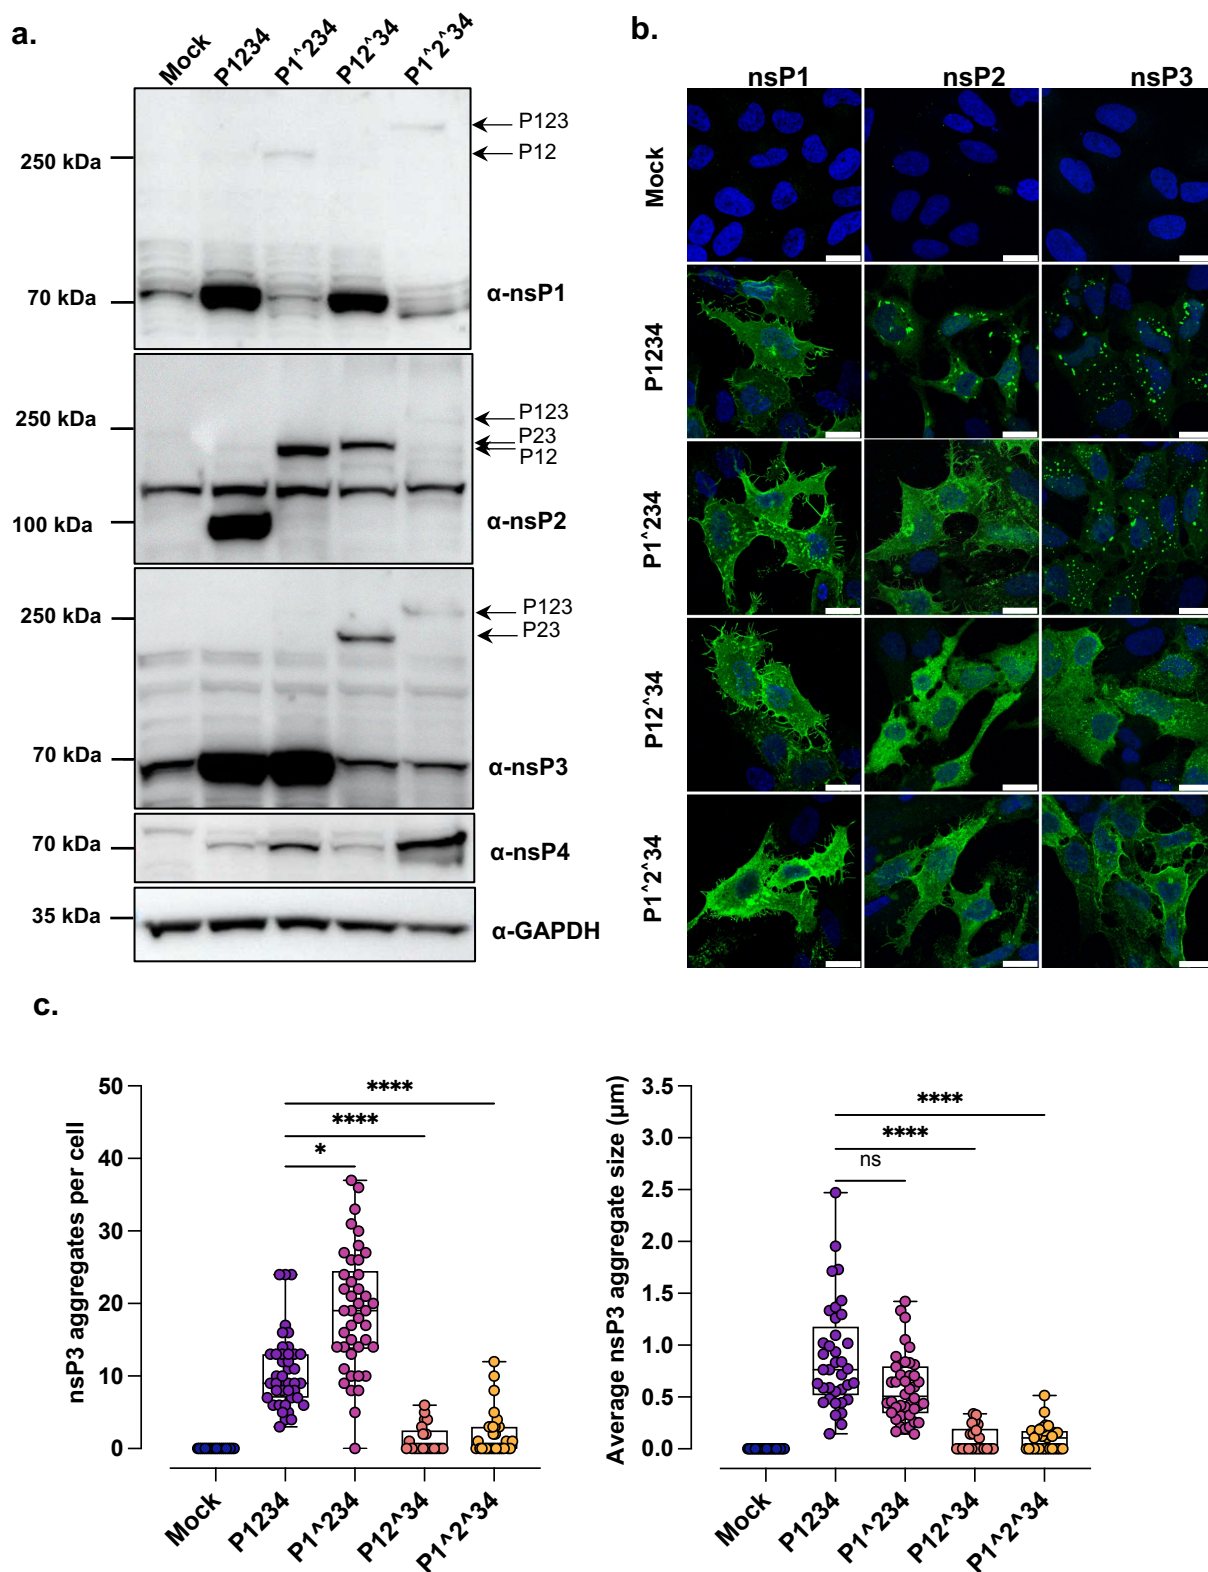 a.
Mock P1234 P1^234 P12^34 P1^2^34
P123
250 kDa
P12
70 kDa
α-nsP1
250 kDa
P123
P23
P12
100 kDa
α-nsP2
250 kDa
P123
P23
70 kDa
α-nsP3
70 kDa
α-nsP4
35 kDa
α-GAPDH
b.
nsP1 nsP2 nsP3
Mock
P1234
P1^234
P12^34
P1^2^34
c.
nsP3 aggregates per cell
50
40
30
20
10
0
****
****
*
Mock P1234 P1^234 P12^34 P1^2^34
Average nsP3 aggregate size (μm)
3.5
3.0
2.5
2.0
1.5
1.0
0.5
0.0
****
****
ns
Mock P1234 P1^234 P12^34 P1^2^34